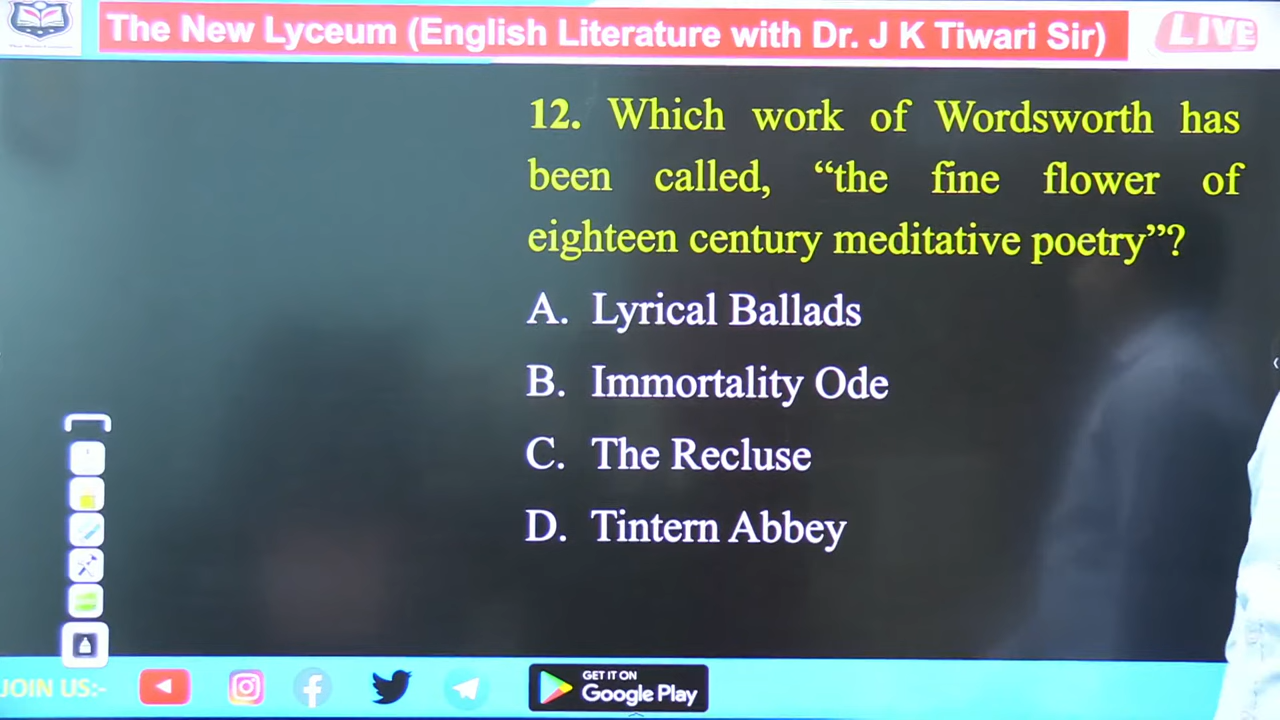 The New Lyceum (English Literature with Dr. J K Tiwari Sir)
LIVE
12. Which work of Wordsworth has
been called, “the fine flower of
eighteen century meditative poetry”?
A. Lyrical Ballads
B. Immortality Ode
C. The Recluse
D. Tintern Abbey
JOIN US:-
GET IT ON
Google Play